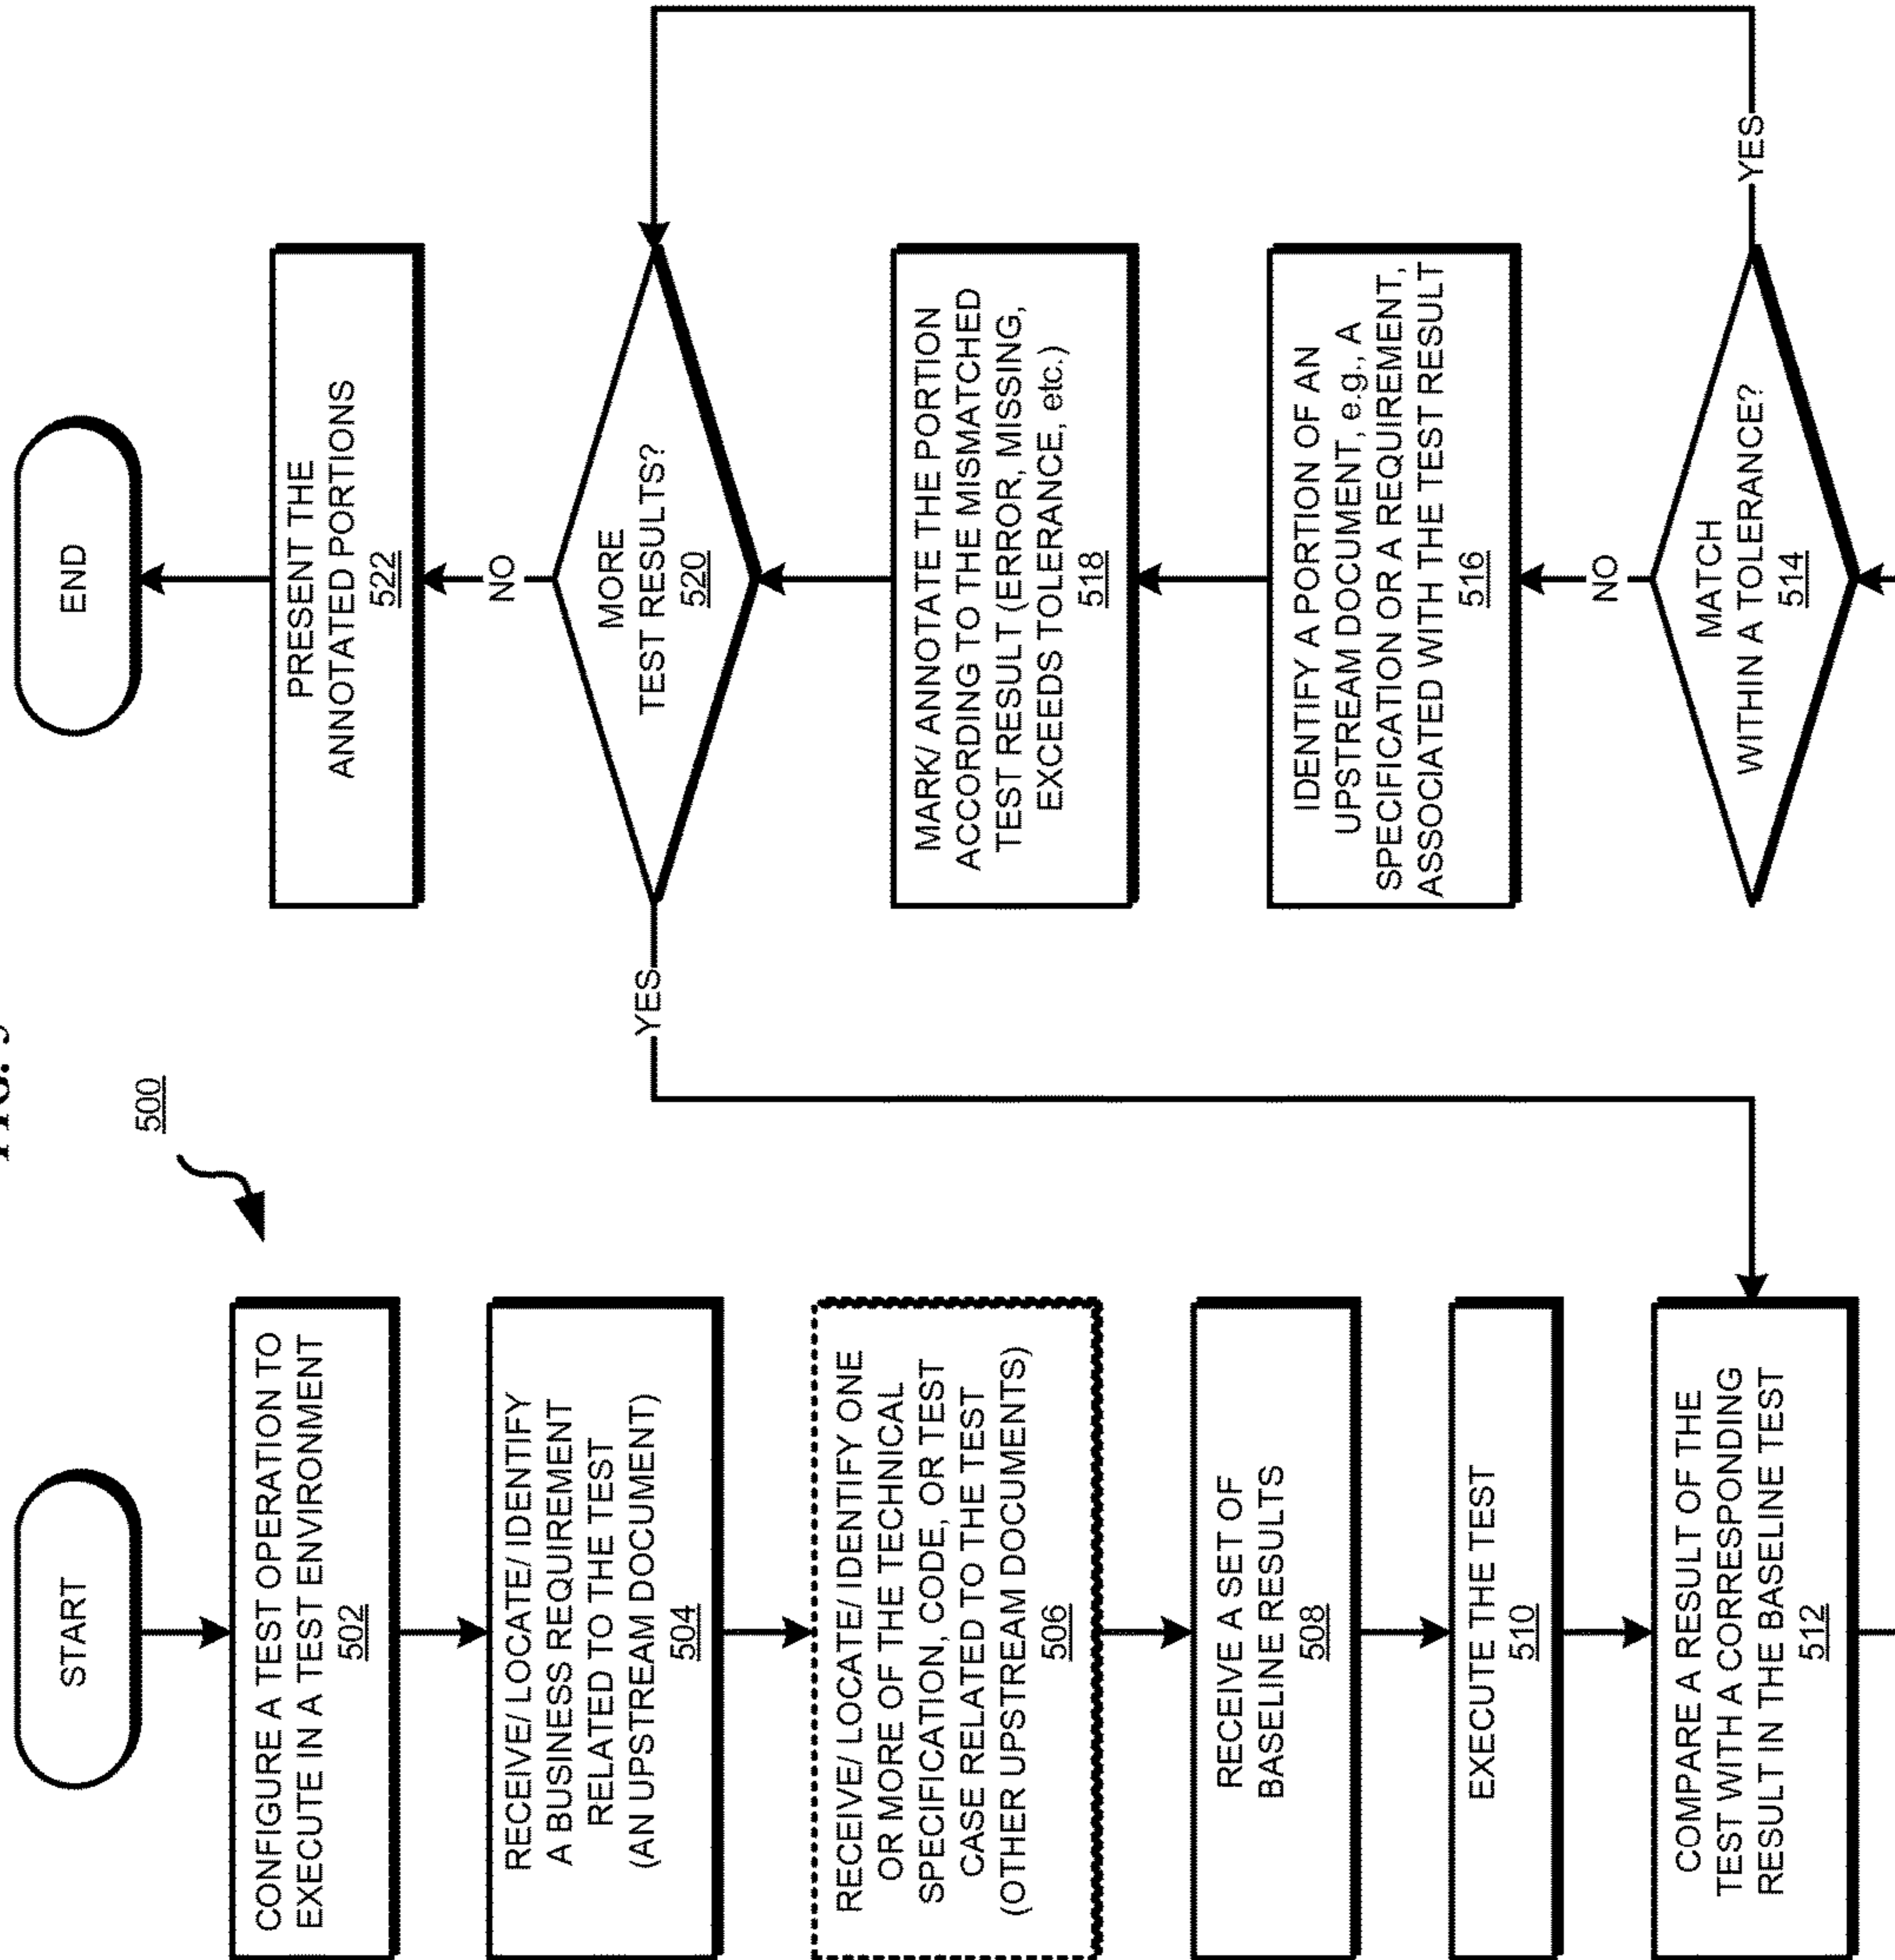 FIG. 5
500
START
CONFIGURE A TEST OPERATION TO
EXECUTE IN A TEST ENVIRONMENT
502
RECEIVE/ LOCATE/ IDENTIFY
A BUSINESS REQUIREMENT
RELATED TO THE TEST
(AN UPSTREAM DOCUMENT)
504
RECEIVE/ LOCATE/ IDENTIFY ONE
OR MORE OF THE TECHNICAL
SPECIFICATION, CODE, OR TEST
CASE RELATED TO THE TEST
(OTHER UPSTREAM DOCUMENTS)
506
RECEIVE A SET OF
BASELINE RESULTS
508
EXECUTE THE TEST
510
COMPARE A RESULT OF THE
TEST WITH A CORRESPONDING
RESULT IN THE BASELINE TEST
512
MATCH
WITHIN A TOLERANCE?
514
YES
NO
IDENTIFY A PORTION OF AN
UPSTREAM DOCUMENT, e.g., A
SPECIFICATION OR A REQUIREMENT,
ASSOCIATED WITH THE TEST RESULT
516
MARK/ ANNOTATE THE PORTION
ACCORDING TO THE MISMATCHED
TEST RESULT (ERROR, MISSING,
EXCEEDS TOLERANCE, etc.)
518
MORE
TEST RESULTS?
520
YES
NO
PRESENT THE
ANNOTATED PORTIONS
522
END